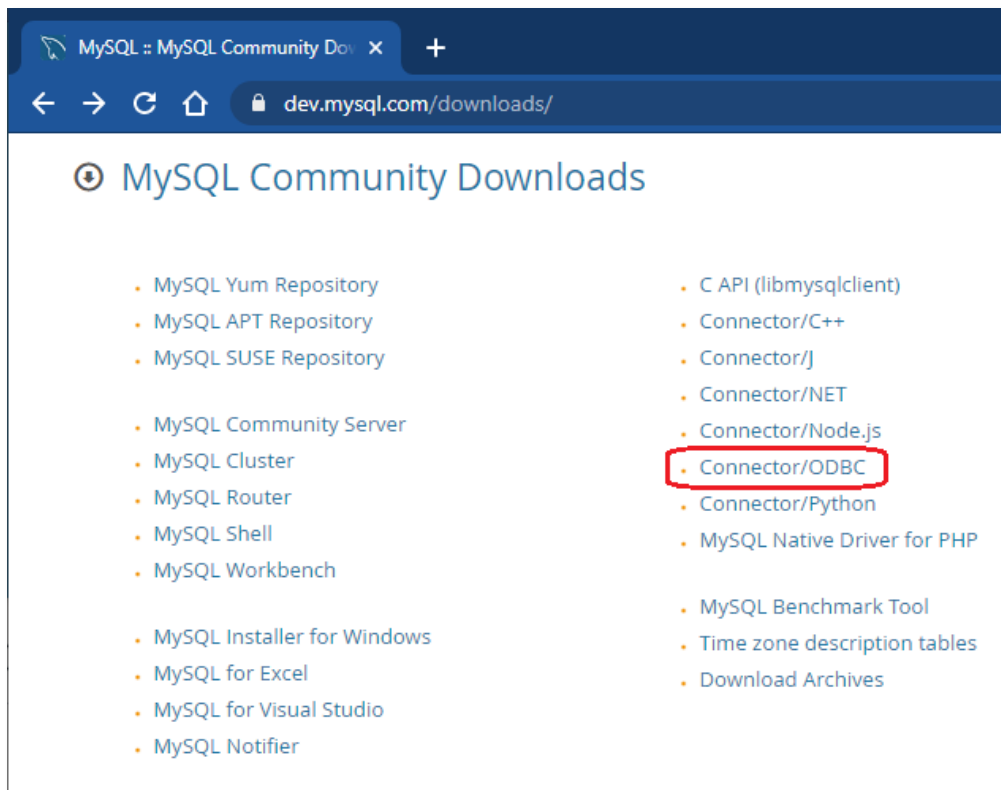 MySQL :: MySQL Community Dov
dev.mysql.com/downloads/
MySQL Community Downloads
MySQL Yum Repository
MySQL APT Repository
MySQL SUSE Repository
MySQL Community Server
MySQL Cluster
MySQL Router
MySQL Shell
MySQL Workbench
MySQL Installer for Windows
MySQL for Excel
MySQL for Visual Studio
MySQL Notifier
C API (libmysqlclient)
Connector/C++
Connector/J
Connector/NET
Connector/Node.js
Connector/ODBC
Connector/Python
MySQL Native Driver for PHP
MySQL Benchmark Tool
Time zone description tables
Download Archives